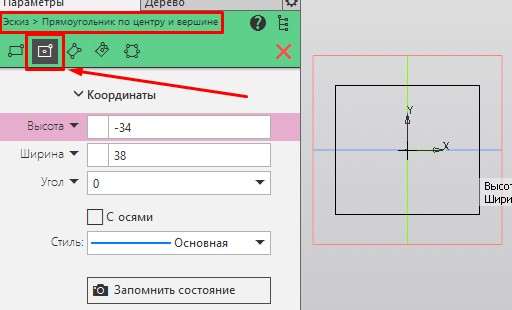 Параметры
Дерево
Эскиз > Прямоугольник по центру и вершине
Координаты
Высота
-34
Ширина
38
Угол
0
С осями
Стиль:
Основная
Запомнить состояние
Y
X
Высот
Шири